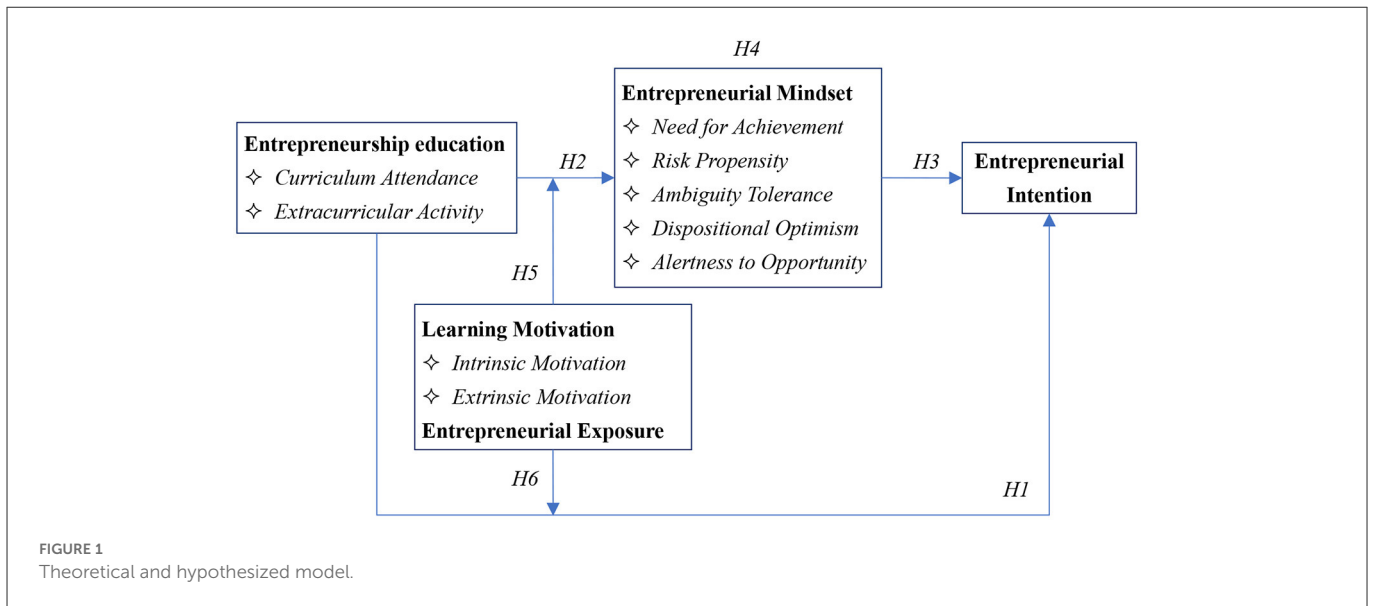 H4
Entrepreneurship education
Curriculum Attendance
Extracurricular Activity
H2
Entrepreneurial Mindset
Need for Achievement
Risk Propensity
Ambiguity Tolerance
Dispositional Optimism
Alertness to Opportunity
H3
Entrepreneurial
Intention
H5
Learning Motivation
Intrinsic Motivation
Extrinsic Motivation
Entrepreneurial Exposure
H6
H1
FIGURE 1
Theoretical and hypothesized model.